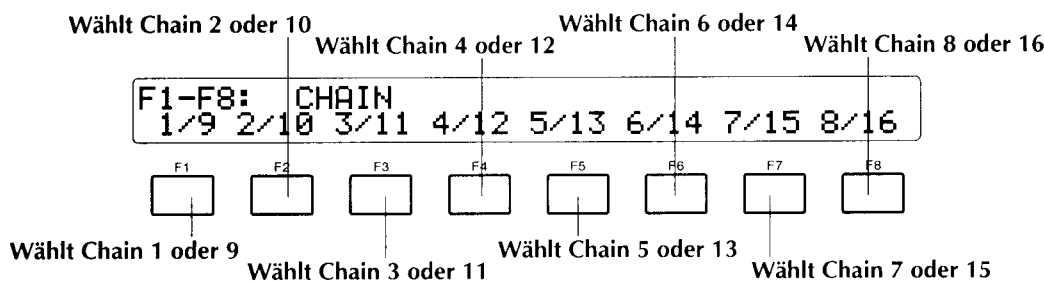 Wählt Chain 2 oder 10
Wählt Chain 4 oder 12
Wählt Chain 6 oder 14
Wählt Chain 8 oder 16
F1-F8: CHAIN
1/9 2/10 3/11 4/12 5/13 6/14 7/15 8/16
F1 F2 F3 F4 F5 F6 F7 F8
Wählt Chain 1 oder 9
Wählt Chain 3 oder 11
Wählt Chain 5 oder 13
Wählt Chain 7 oder 15